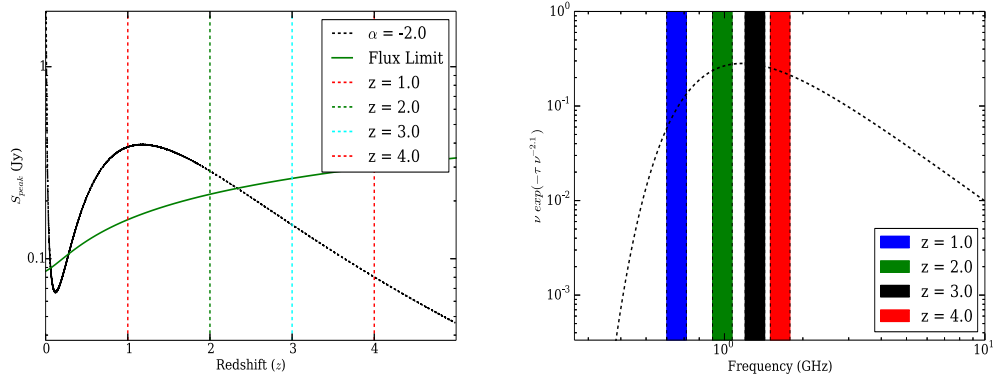 1
0.1
S_peak (Jy)
0 1 2 3 4
Redshift (z)
α = -2.0
Flux Limit
z = 1.0
z = 2.0
z = 3.0
z = 4.0
10^0
10^-1
10^-2
10^-3
ν exp(−τ ν^−2.1)
10^0 10^1
Frequency (GHz)
z = 1.0
z = 2.0
z = 3.0
z = 4.0